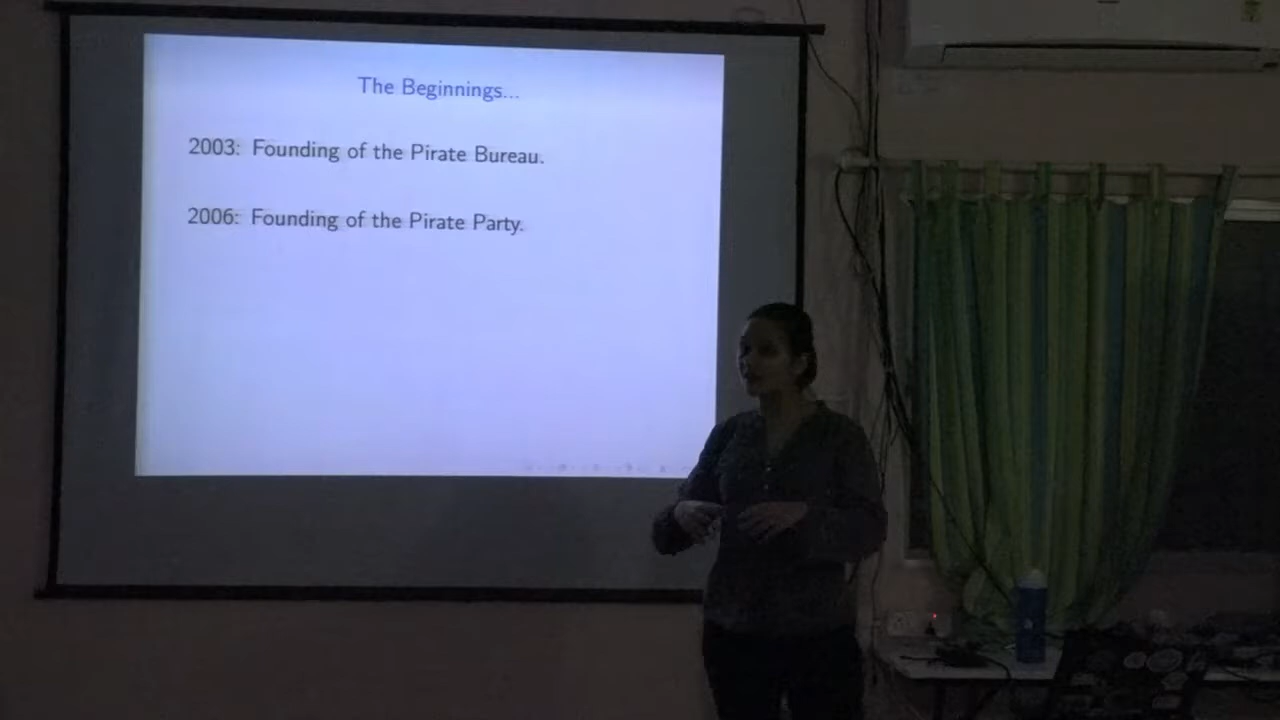 The Beginnings...
2003: Founding of the Pirate Bureau.
2006: Founding of the Pirate Party.